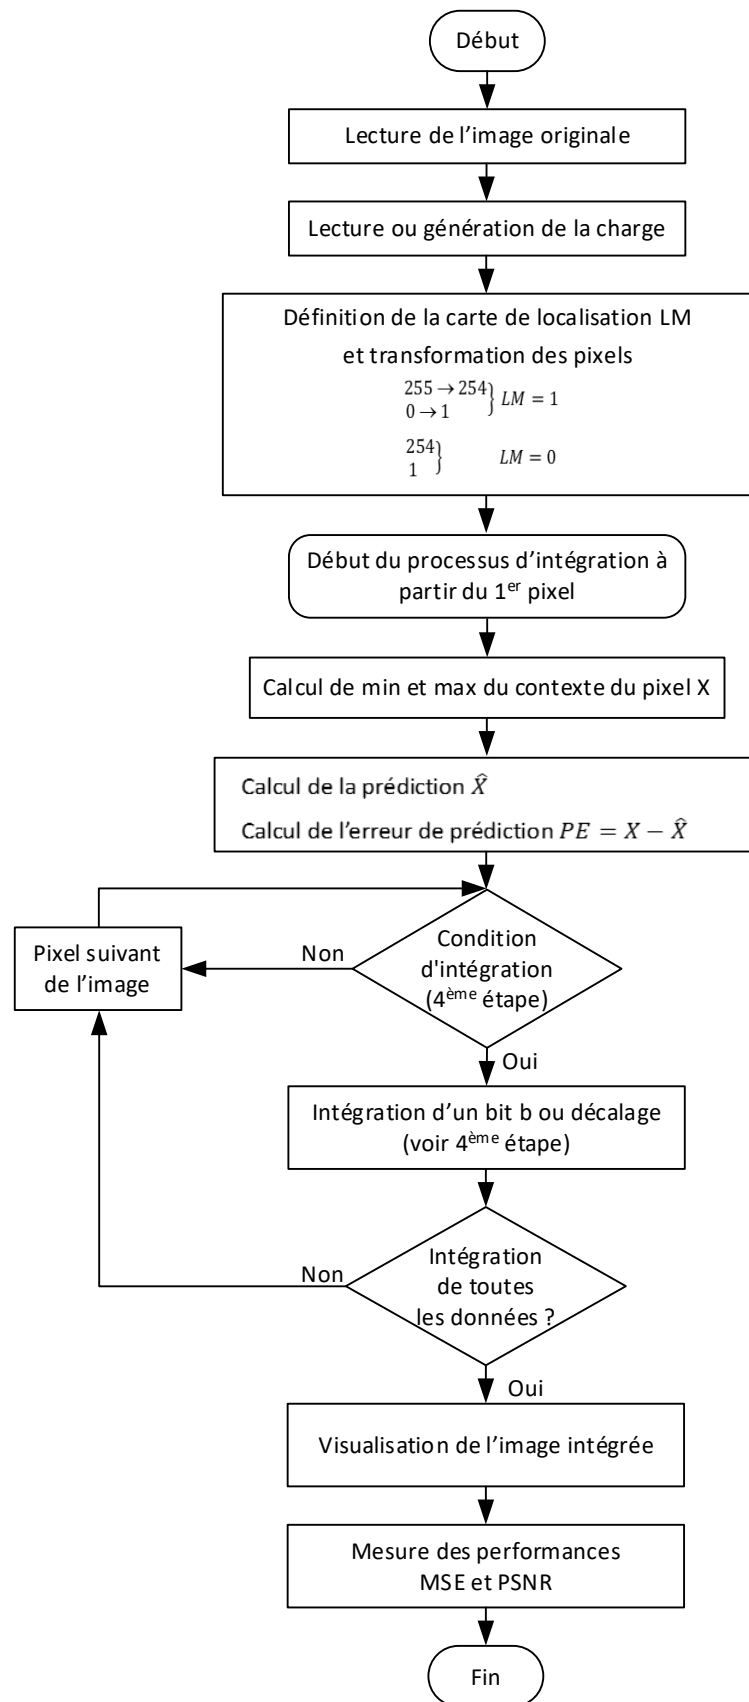 Début
Lecture de l’image originale
Lecture ou génération de la charge
Définition de la carte de localisation LM
et transformation des pixels
255 → 254
0 → 1
} LM = 1
254
1
} LM = 0
Début du processus d’intégration à
partir du 1er pixel
Calcul de min et max du contexte du pixel X
Calcul de la prédiction X̂
Calcul de l’erreur de prédiction PE = X − X̂
Pixel suivant
de l’image
Non
Condition
d'intégration
(4ème étape)
Oui
Intégration d’un bit b ou décalage
(voir 4ème étape)
Non
Intégration
de toutes
les données ?
Oui
Visualisation de l’image intégrée
Mesure des performances
MSE et PSNR
Fin